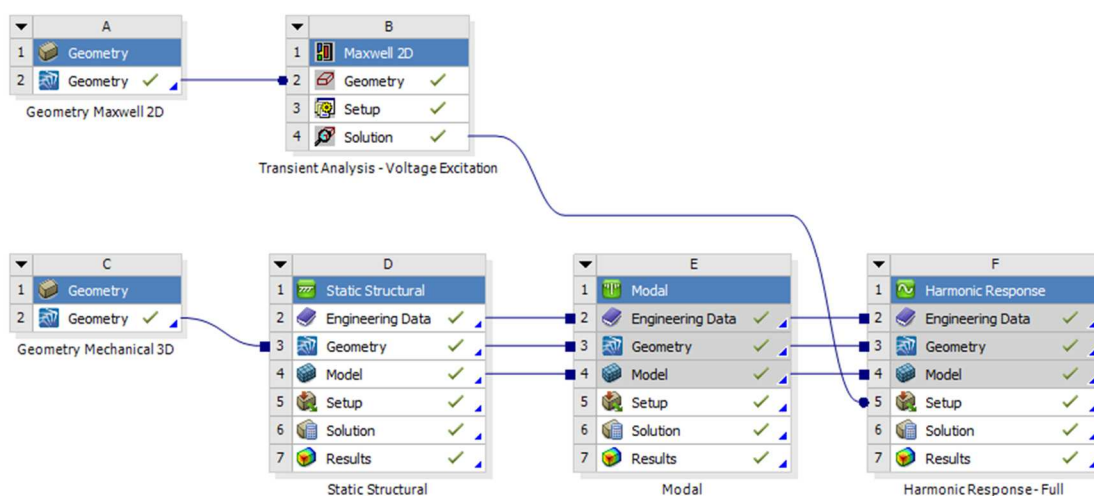 A
1 Geometry
2 Geometry
Geometry Maxwell 2D
B
1 Maxwell 2D
2 Geometry
3 Setup
4 Solution
Transient Analysis - Voltage Excitation
C
1 Geometry
2 Geometry
Geometry Mechanical 3D
D
1 Static Structural
2 Engineering Data
3 Geometry
4 Model
5 Setup
6 Solution
7 Results
Static Structural
E
1 Modal
2 Engineering Data
3 Geometry
4 Model
5 Setup
6 Solution
7 Results
Modal
F
1 Harmonic Response
2 Engineering Data
3 Geometry
4 Model
5 Setup
6 Solution
7 Results
Harmonic Response - Full